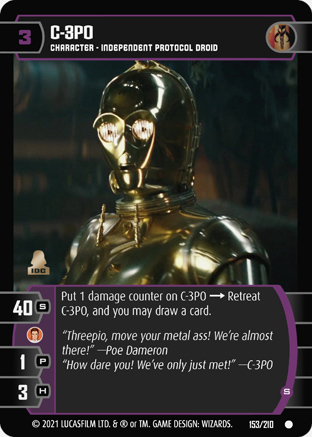 3
C-3PO
CHARACTER - INDEPENDENT PROTOCOL DROID
IDC
40 S
1 P
3 H
Put 1 damage counter on C-3PO → Retreat
C-3PO, and you may draw a card.
“Threepio, move your metal ass! We’re almost
there!” —Poe Dameron
“How dare you! We’ve only just met!” —C-3PO
S
© 2021 LUCASFILM LTD. & ® OR TM. GAME DESIGN: WIZARDS.
153/210